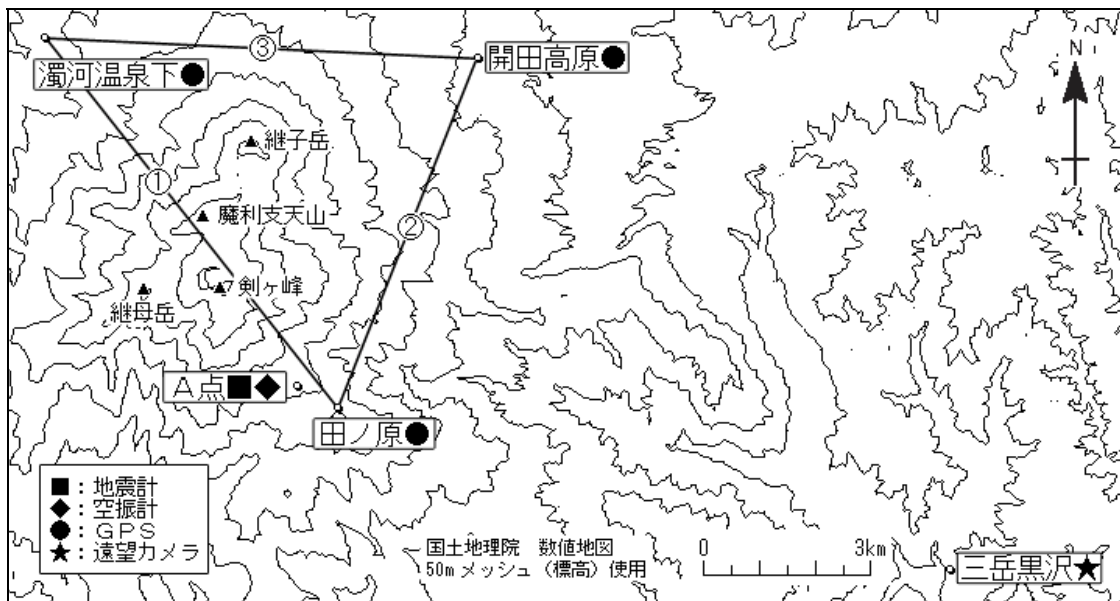 ③
開田高原●
濁河温泉下●
N
継子岳
①
魔利支天山
②
剣ヶ峰
継母岳
A点■◆
田ノ原●
■:地震計
◆:空振計
●:GPS
★:遠望カメラ
国土地理院 数値地図
50mメッシュ(標高)使用
0 3km
三岳黒沢★